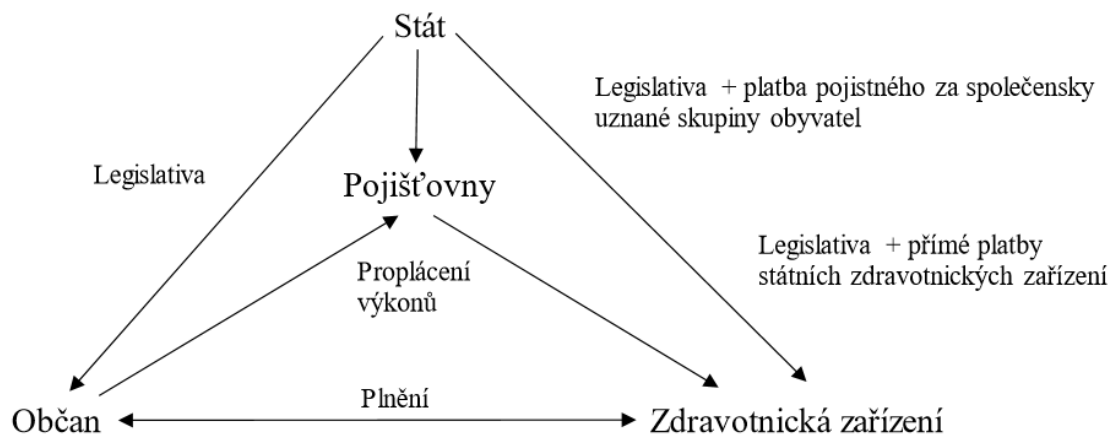 Stát
Legislativa + platba pojistného za společensky
uznané skupiny obyvatel
Legislativa
Pojišťovny
Legislativa + přímé platby
státních zdravotnických zařízení
Proplácení
výkonů
Plnění
Občan
Zdravotnická zařízení